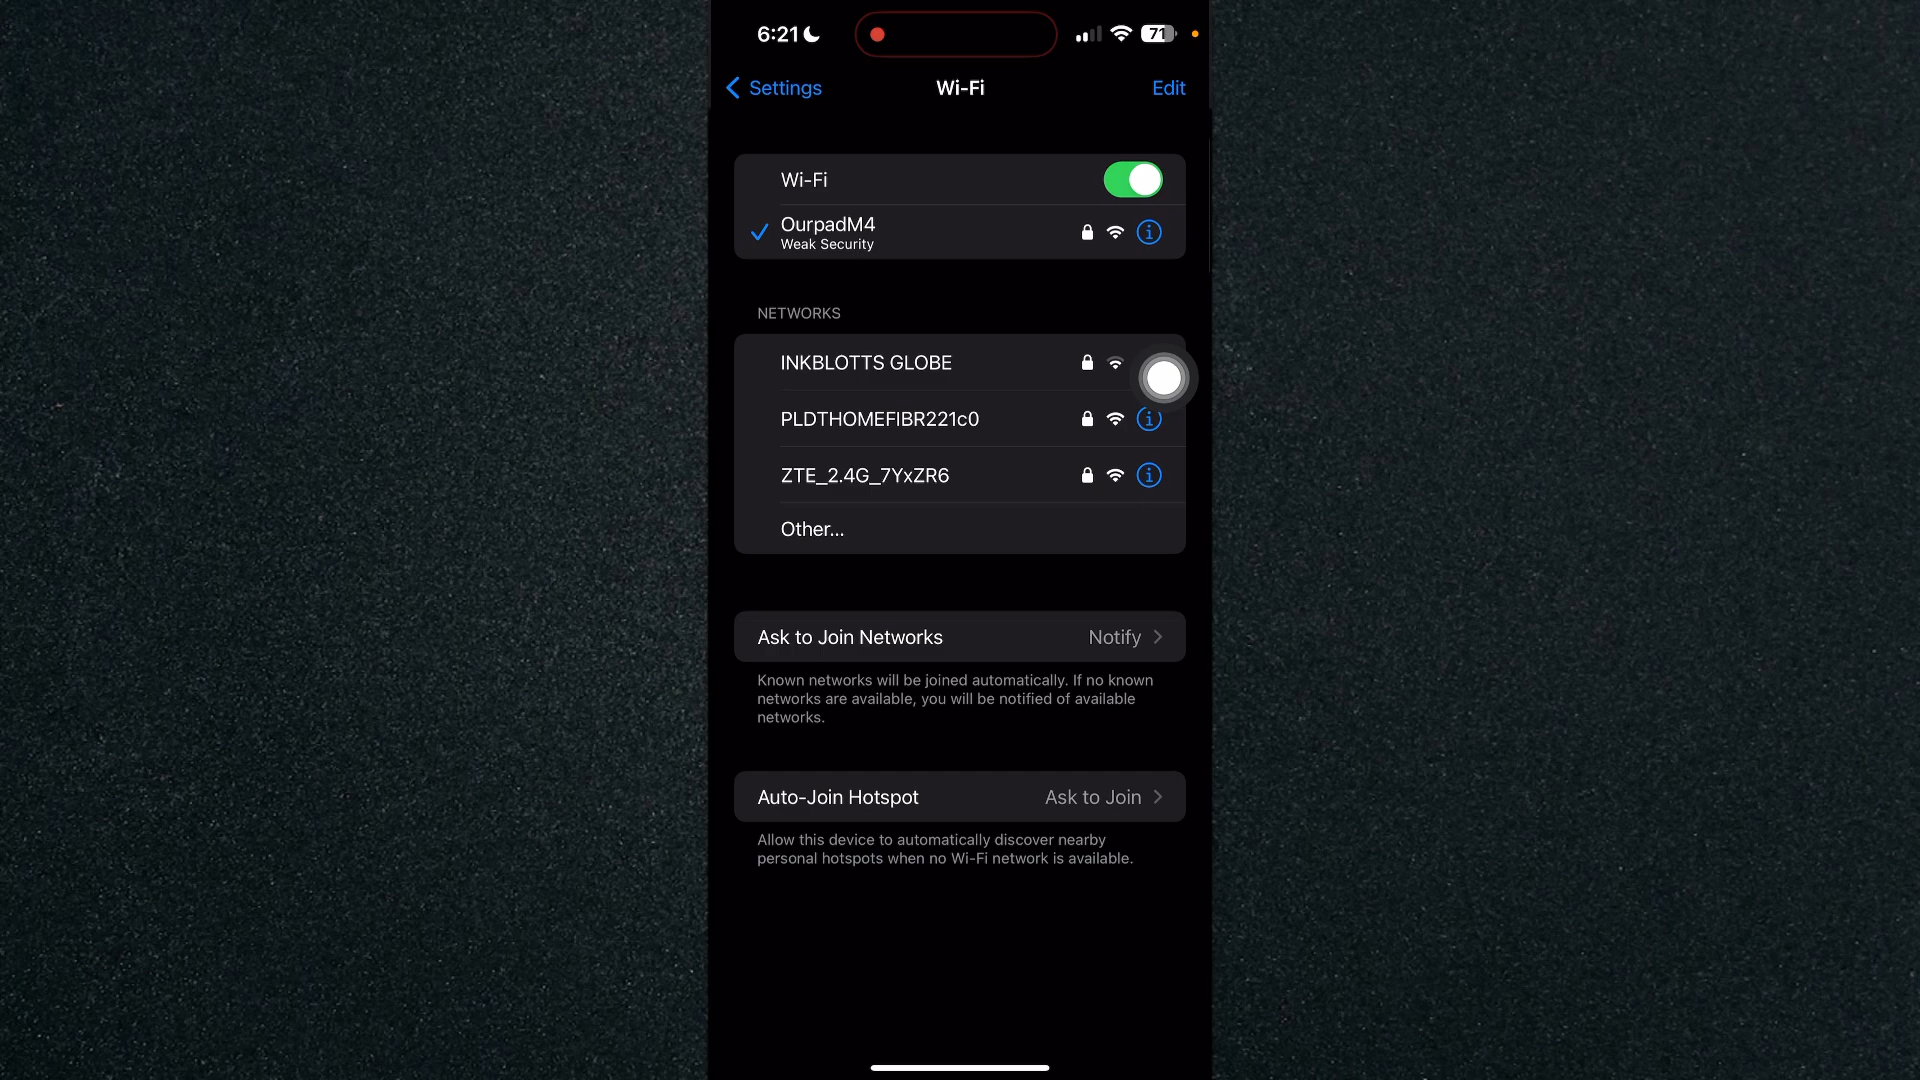 6:21
71
Settings
Wi-Fi
Edit
Wi-Fi
OurpadM4
Weak Security
NETWORKS
INKBLOTTS GLOBE
PLDTHOMEFIBR221c0
ZTE_2.4G_7YxZR6
Other...
Ask to Join Networks
Notify
Known networks will be joined automatically. If no known
networks are available, you will be notified of available
networks.
Auto-Join Hotspot
Ask to Join
Allow this device to automatically discover nearby
personal hotspots when no Wi-Fi network is available.